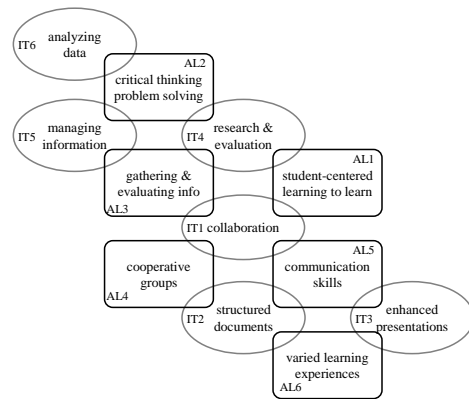 IT6 analyzing
data
AL2
critical thinking
problem solving
IT5 managing
information
IT4 research &
evaluation
gathering &
evaluating info
AL3
AL1
student-centered
learning to learn
IT1 collaboration
cooperative
groups
AL4
AL5
communication
skills
IT2 structured
documents
IT3 enhanced
presentations
varied learning
experiences
AL6